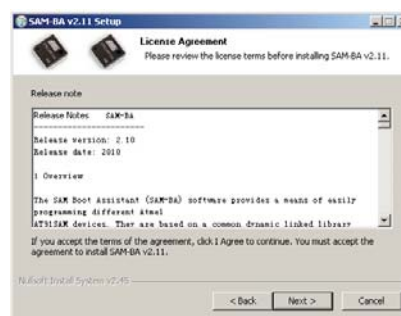 SAM-BA v2.11 Setup
License Agreement
Please review the license terms before installing SAM-BA v2.11.
Release note
Release Notes SAM-BA
--------------------
Release version: 2.10
Release date: 2010
1 Overview
The SAM Boot Assistant (SAM-BA) software provides a means of easily
programming different Atmel
AT91SAM devices. They are based on a common dynamic linked library
If you accept the terms of the agreement, click I Agree to continue. You must accept the
agreement to install SAM-BA v2.11.
Nullsoft Install System v2.45
< Back
Next >
Cancel